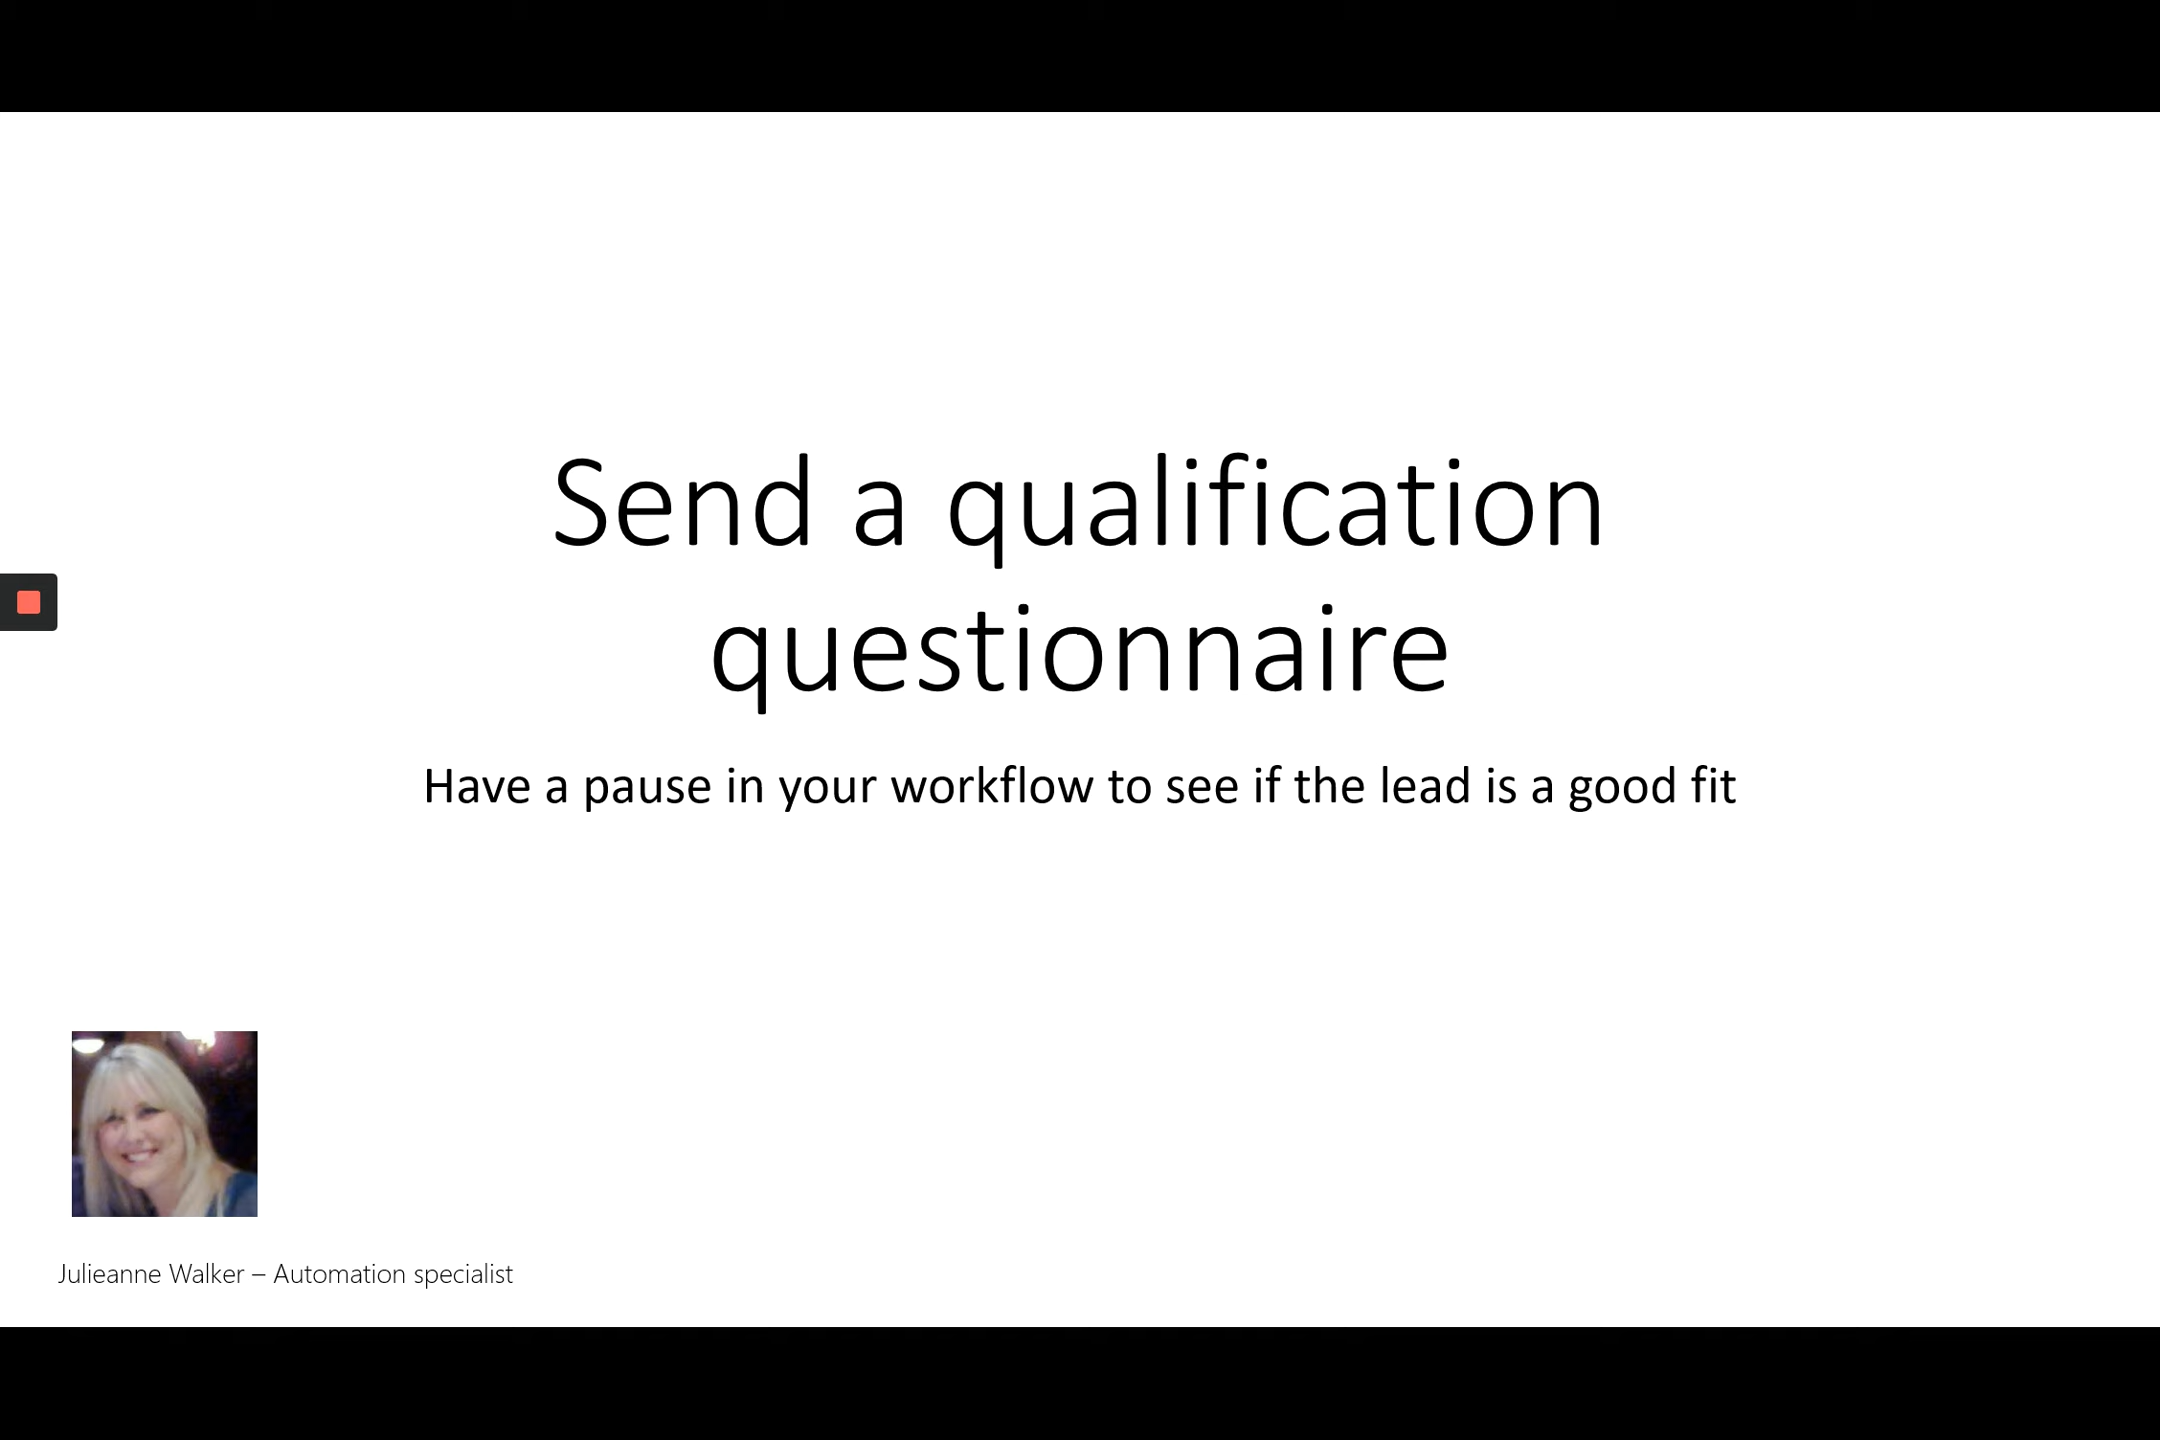 Send a qualification
questionnaire
Have a pause in your workflow to see if the lead is a good fit
Julieanne Walker – Automation specialist